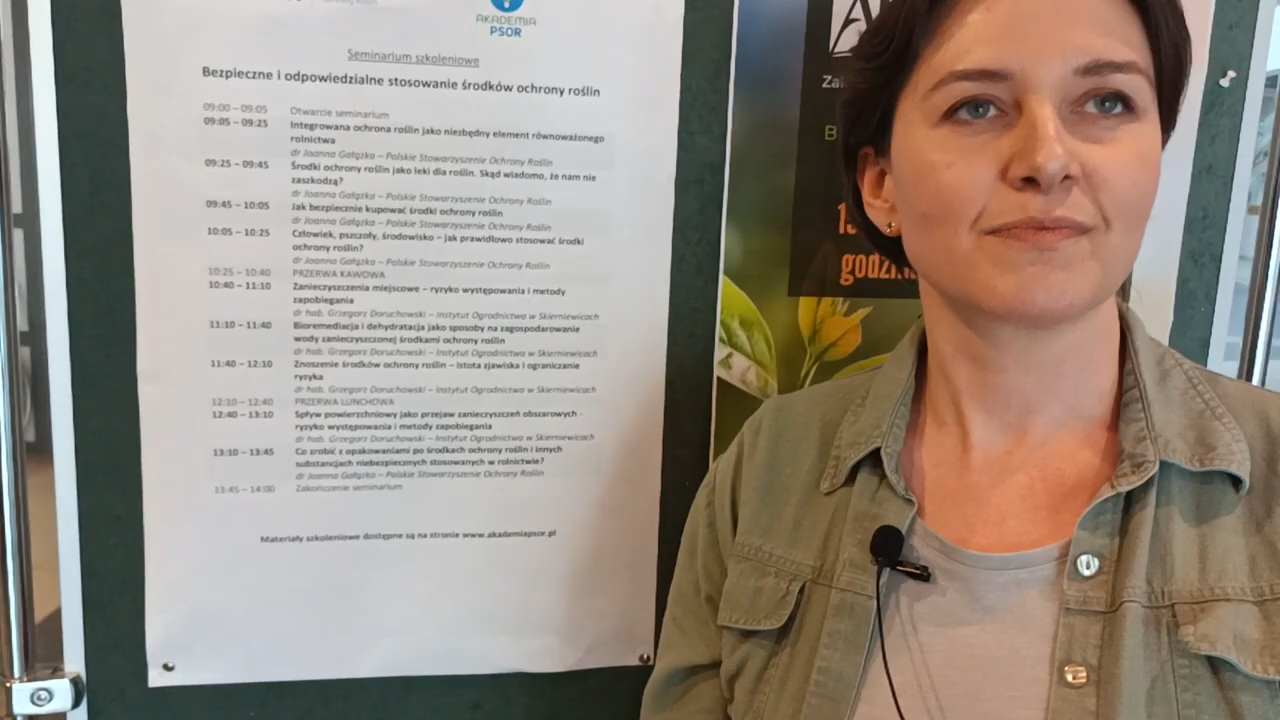 AKADEMIA
PSOR
Seminarium szkoleniowe
Bezpieczne i odpowiedzialne stosowanie środków ochrony roślin
09:00 – 09:05 Otwarcie seminarium
09:05 – 09:25 Integrowana ochrona roślin jako niezbędny element równoważonego
rolnictwa
dr Joanna Gałązka – Polskie Stowarzyszenie Ochrony Roślin
09:25 – 09:45 Środki ochrony roślin jako leki dla roślin. Skąd wiadomo, że nam nie
zaszkodzą?
dr Joanna Gałązka – Polskie Stowarzyszenie Ochrony Roślin
09:45 – 10:05 Jak bezpiecznie kupować środki ochrony roślin
dr Joanna Gałązka – Polskie Stowarzyszenie Ochrony Roślin
10:05 – 10:25 Człowiek, pszczoły, środowisko – jak prawidłowo stosować środki
ochrony roślin?
dr Joanna Gałązka – Polskie Stowarzyszenie Ochrony Roślin
10:25 – 10:40 PRZERWA KAWOWA
10:40 – 11:10 Zanieczyszczenia miejscowe – ryzyko występowania i metody
zapobiegania
dr hab. Grzegorz Doruchowski – Instytut Ogrodnictwa w Skierniewicach
11:10 – 11:40 Bioremediacja i dehydratacja jako sposoby na zagospodarowanie
wody zanieczyszczonej środkami ochrony roślin
dr hab. Grzegorz Doruchowski – Instytut Ogrodnictwa w Skierniewicach
11:40 – 12:10 Znoszenie środków ochrony roślin – istota zjawiska i ograniczanie
ryzyka
dr hab. Grzegorz Doruchowski – Instytut Ogrodnictwa w Skierniewicach
12:10 – 12:40 PRZERWA LUNCHOWA
12:40 – 13:10 Spływ powierzchniowy jako przejaw zanieczyszczeń obszarowych -
ryzyko występowania i metody zapobiegania
dr hab. Grzegorz Doruchowski – Instytut Ogrodnictwa w Skierniewicach
13:10 – 13:45 Co zrobić z opakowaniami po środkach ochrony roślin i innych
substancjach niebezpiecznych stosowanych w rolnictwie?
dr Joanna Gałązka – Polskie Stowarzyszenie Ochrony Roślin
13:45 – 14:00 Zakończenie seminarium
Materiały szkoleniowe dostępne są na stronie www.akademiapsor.pl